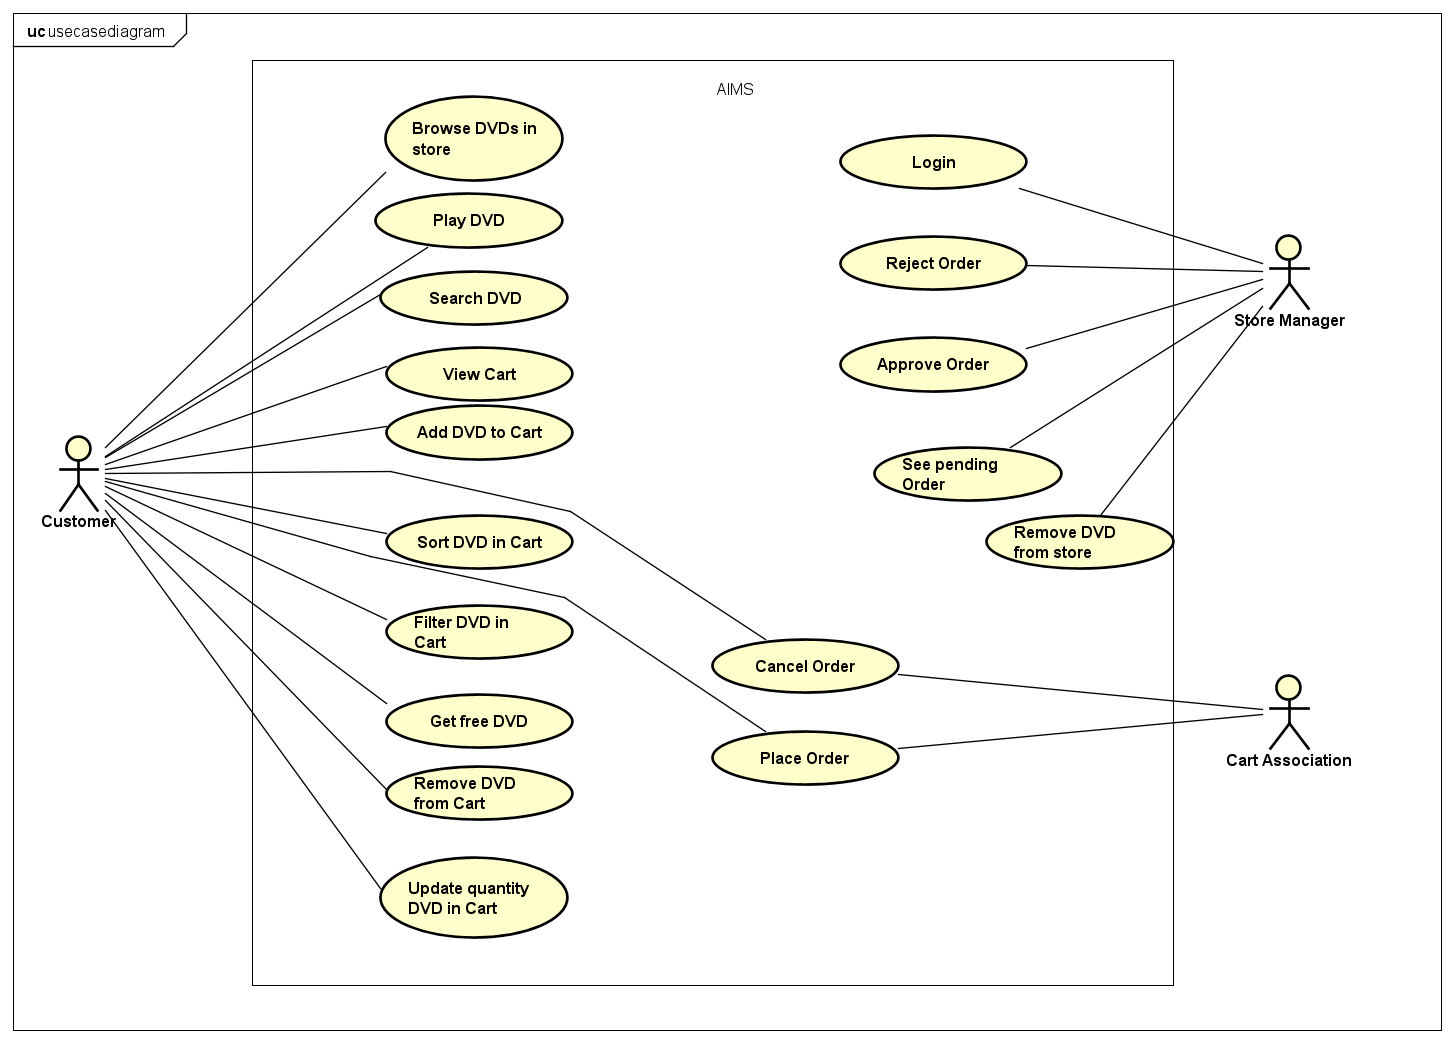 uc usecasediagram
AIMS
Browse DVDs in
store
Play DVD
Search DVD
View Cart
Add DVD to Cart
Sort DVD in Cart
Filter DVD in
Cart
Get free DVD
Remove DVD
from Cart
Update quantity
DVD in Cart
Customer
Cancel Order
Place Order
Login
Reject Order
Approve Order
See pending
Order
Remove DVD
from store
Store Manager
Cart Association